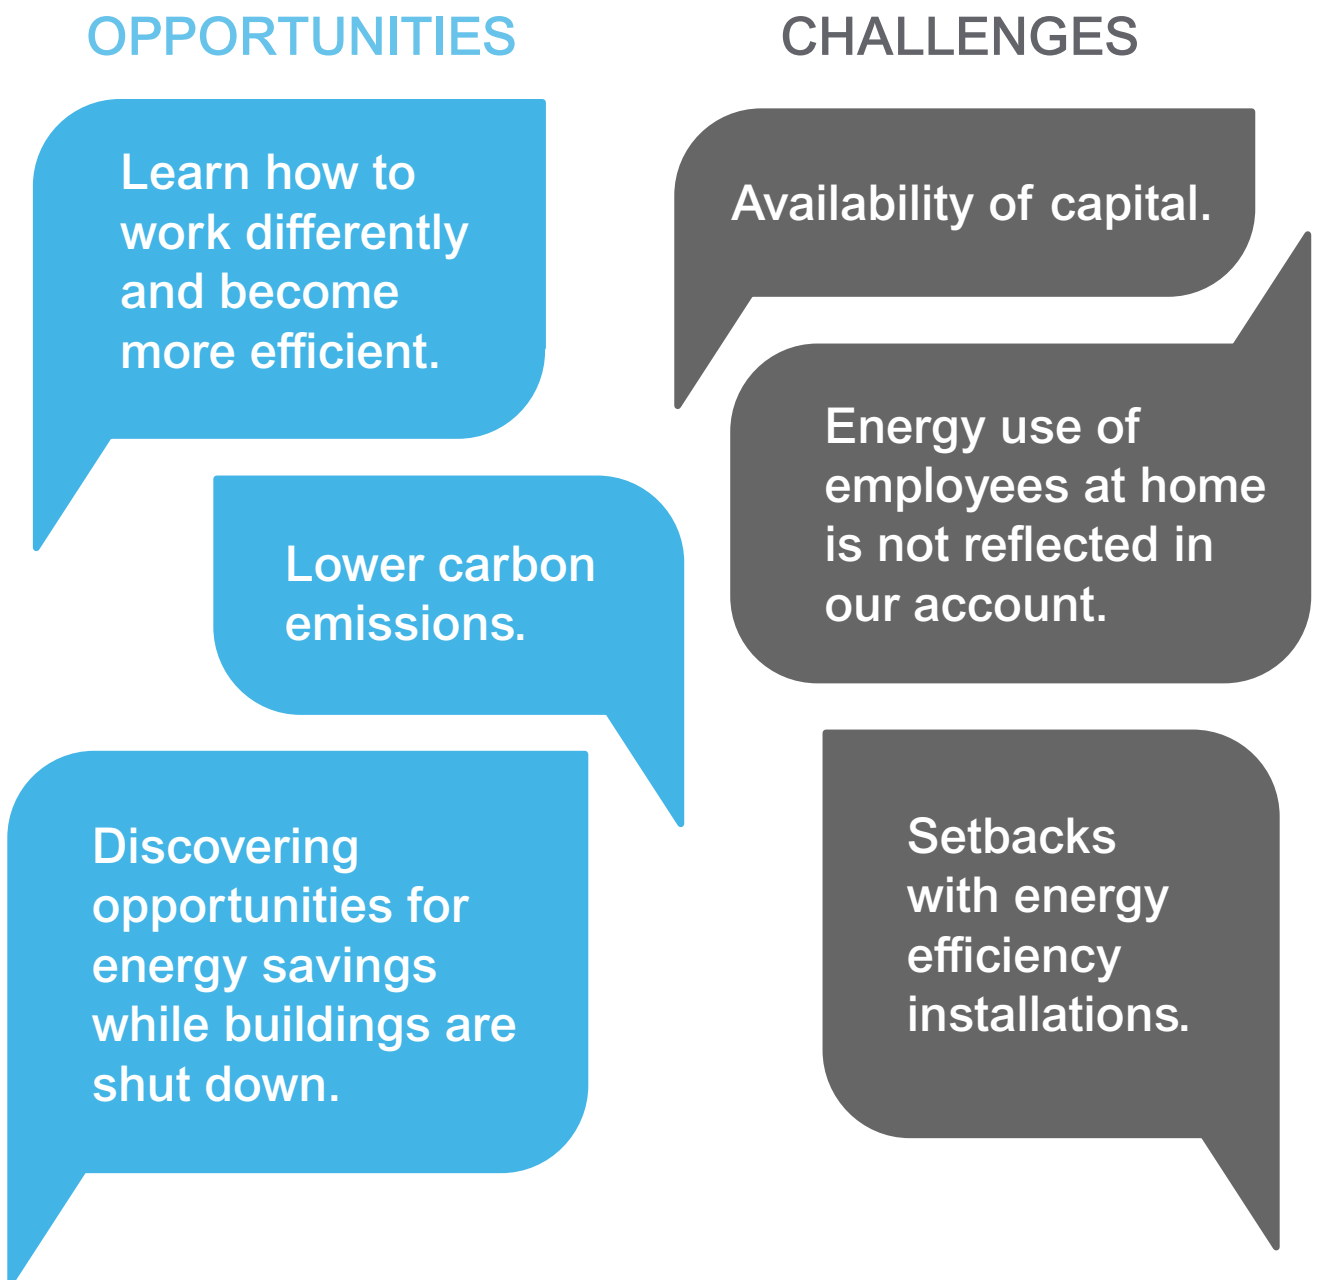 OPPORTUNITIES
Learn how to
work differently
and become
more efficient.
Lower carbon
emissions.
Discovering
opportunities for
energy savings
while buildings are
shut down.
CHALLENGES
Availability of capital.
Energy use of
employees at home
is not reflected in
our account.
Setbacks
with energy
efficiency
installations.